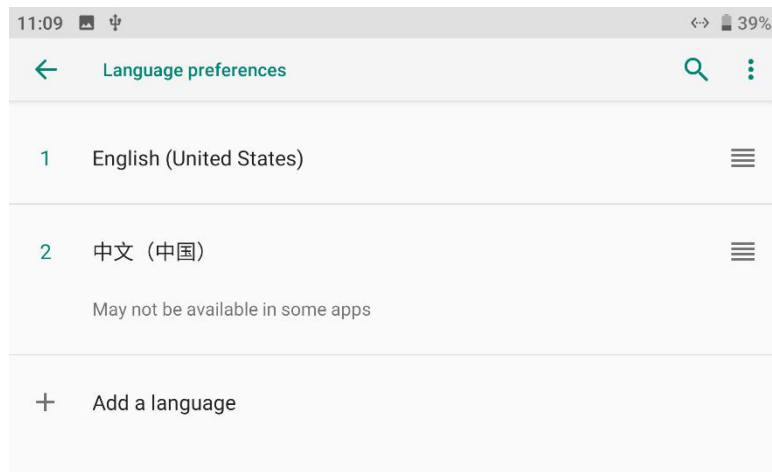 11:09 39%
Language preferences
1 English (United States)
2 中文（中国）
May not be available in some apps
Add a language